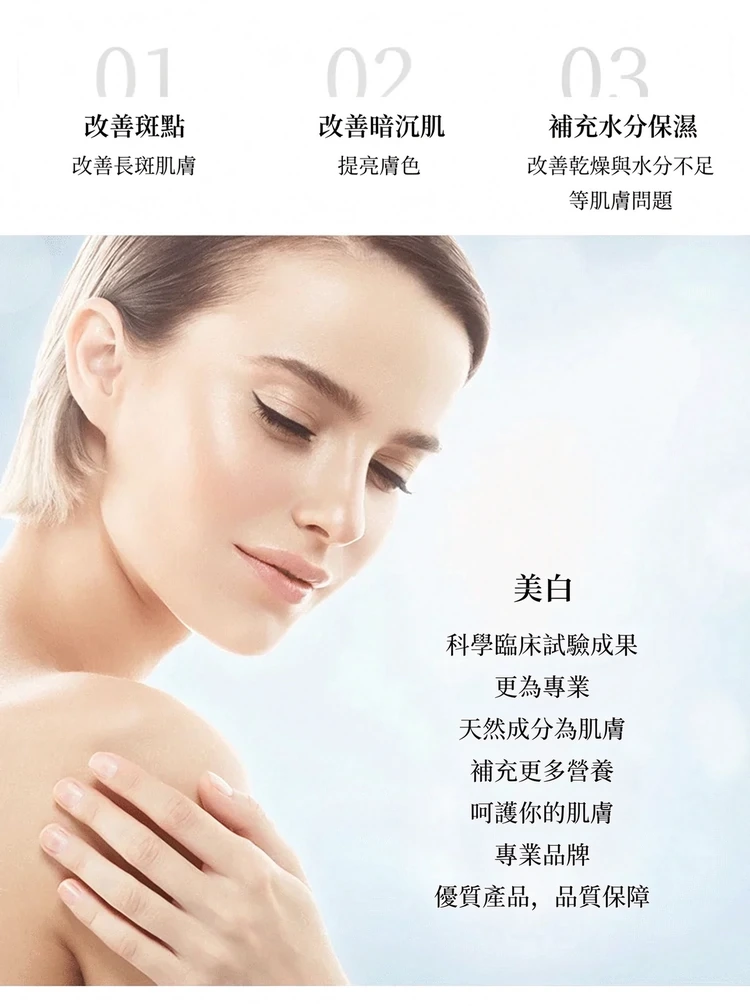 01
02
03
改善斑點
改善暗沉肌
補充水分保濕
改善長斑肌膚
提亮膚色
改善乾燥與水分不足
等肌膚問題
美白
科學臨床試驗成果
更為專業
天然成分為肌膚
補充更多營養
呵護你的肌膚
專業品牌
優質產品，品質保障